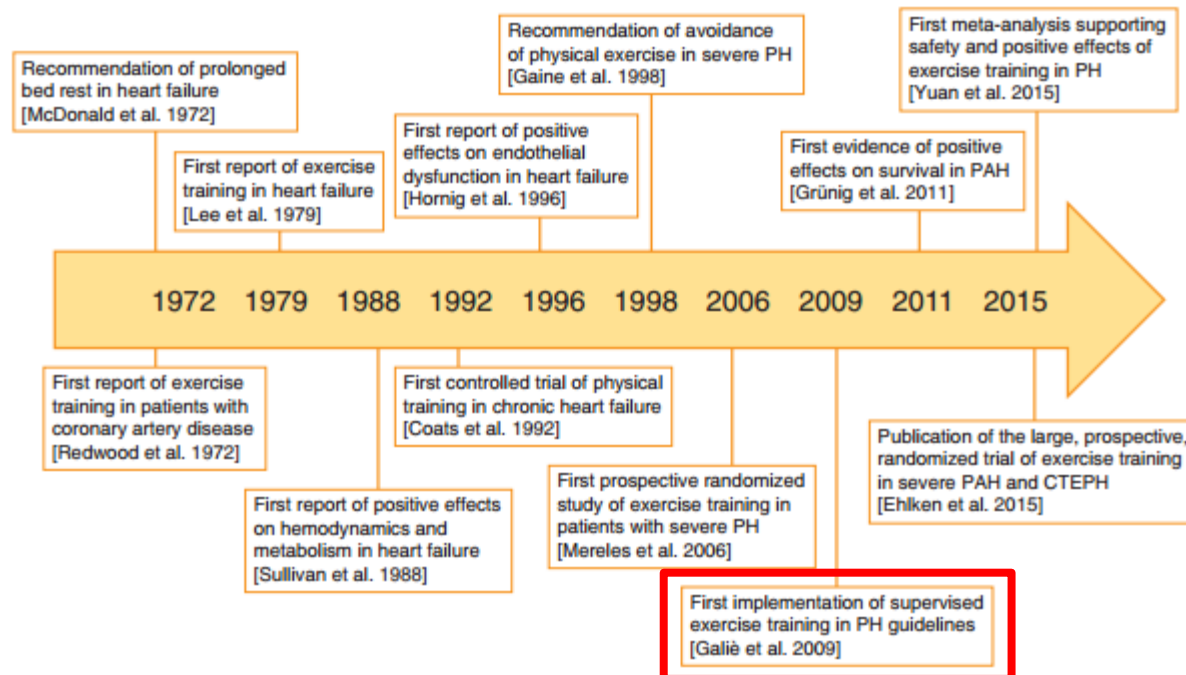 Recommendation of prolonged
bed rest in heart failure
[McDonald et al. 1972]
First report of exercise
training in heart failure
[Lee et al. 1979]
First report of positive
effects on endothelial
dysfunction in heart failure
[Hornig et al. 1996]
Recommendation of avoidance
of physical exercise in severe PH
[Gaine et al. 1998]
First evidence of positive
effects on survival in PAH
[Grünig et al. 2011]
First meta-analysis supporting
safety and positive effects of
exercise training in PH
[Yuan et al. 2015]
1972 1979 1988 1992 1996 1998 2006 2009 2011 2015
First report of exercise
training in patients with
coronary artery disease
[Redwood et al. 1972]
First report of positive effects
on hemodynamics and
metabolism in heart failure
[Sullivan et al. 1988]
First controlled trial of physical
training in chronic heart failure
[Coats et al. 1992]
First prospective randomized
study of exercise training in
patients with severe PH
[Mereles et al. 2006]
First implementation of supervised
exercise training in PH guidelines
[Galiè et al. 2009]
Publication of the large, prospective,
randomized trial of exercise training
in severe PAH and CTEPH
[Ehlken et al. 2015]